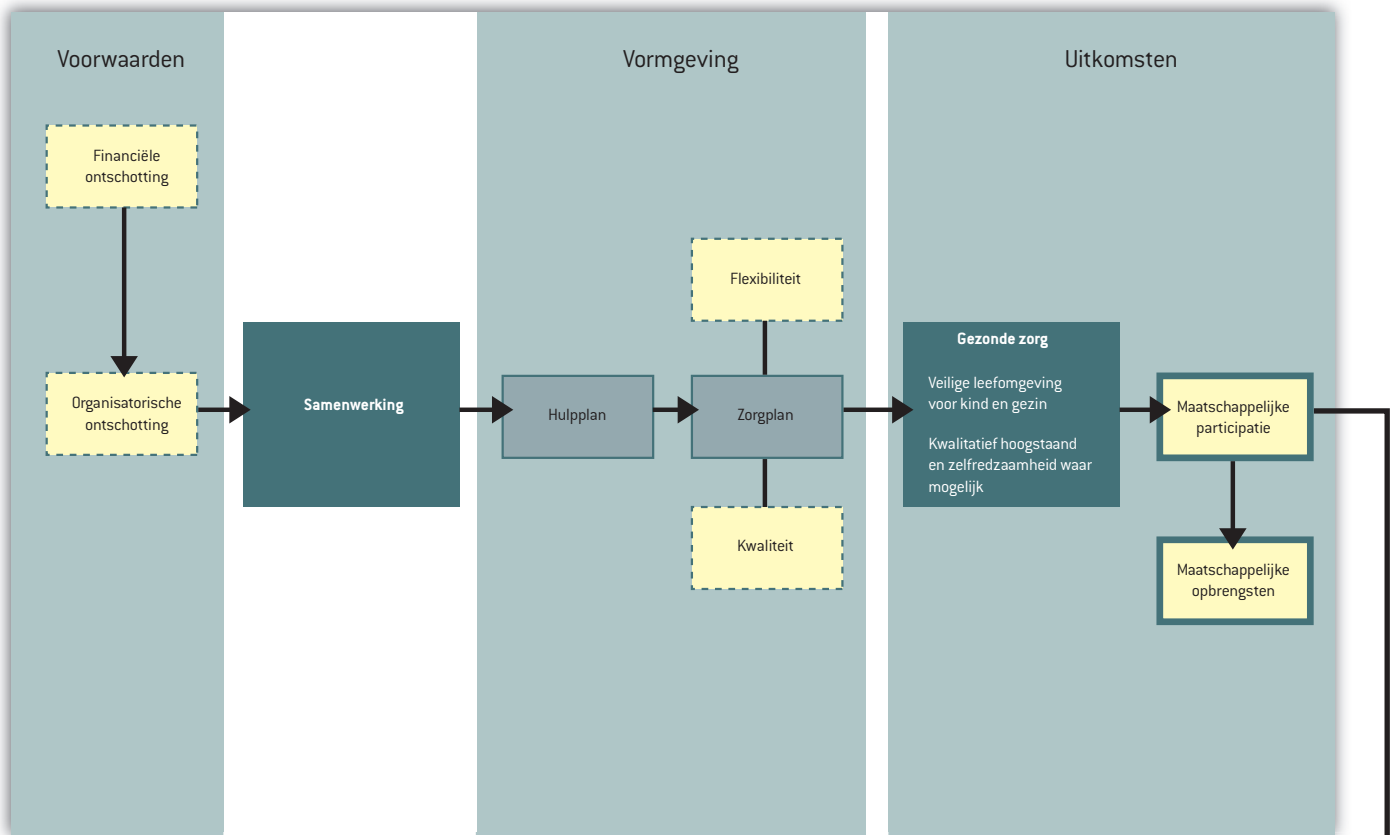 Voorwaarden
Vormgeving
Uitkomsten
Financiële
ontschotting
Organisatorische
ontschotting
Samenwerking
Hulpplan
Flexibiliteit
Zorgplan
Kwaliteit
Gezonde zorg
Veilige leefomgeving
voor kind en gezin
Kwalitatief hoogstaand
en zelfredzaamheid waar
mogelijk
Maatschappelijke
participatie
Maatschappelijke
opbrengsten